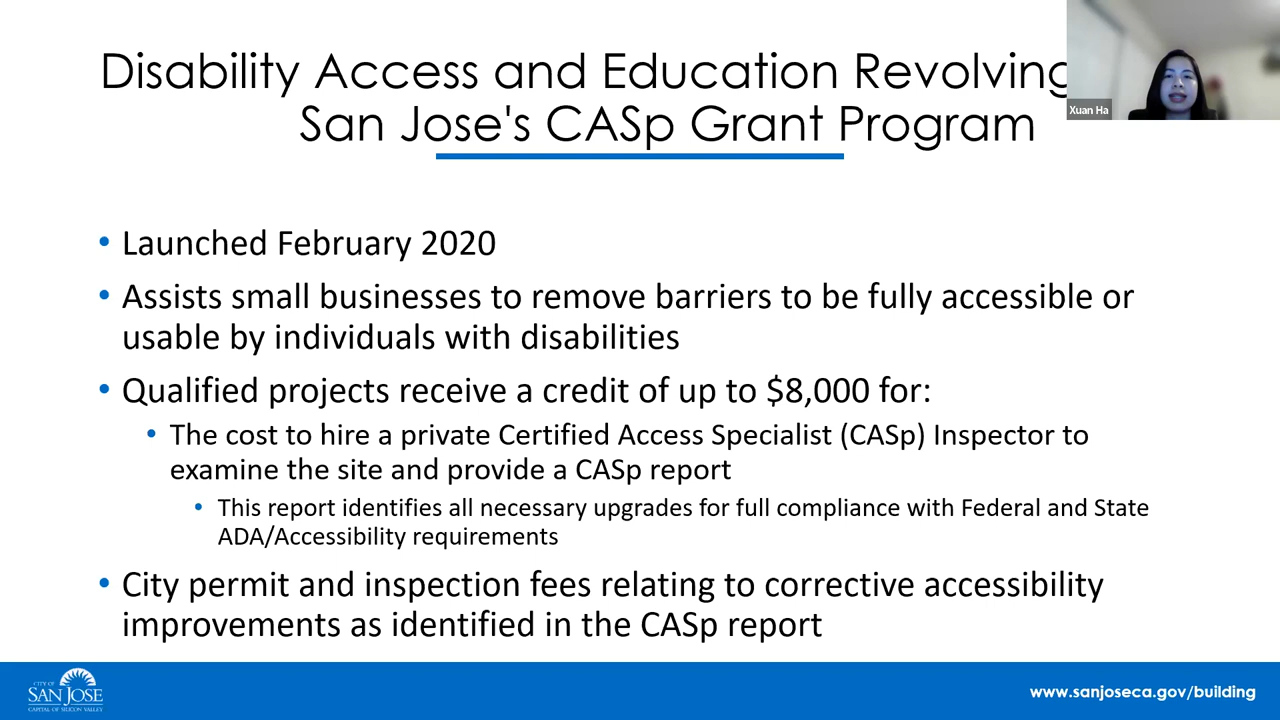 Disability Access and Education Revolving
San Jose's CASp Grant Program
Xuan Ha
• Launched February 2020
• Assists small businesses to remove barriers to be fully accessible or
usable by individuals with disabilities
• Qualified projects receive a credit of up to $8,000 for:
• The cost to hire a private Certified Access Specialist (CASp) Inspector to
examine the site and provide a CASp report
• This report identifies all necessary upgrades for full compliance with Federal and State
ADA/Accessibility requirements
• City permit and inspection fees relating to corrective accessibility
improvements as identified in the CASp report
CITY OF
SAN JOSE
CAPITAL OF SILICON VALLEY
www.sanjoseca.gov/building